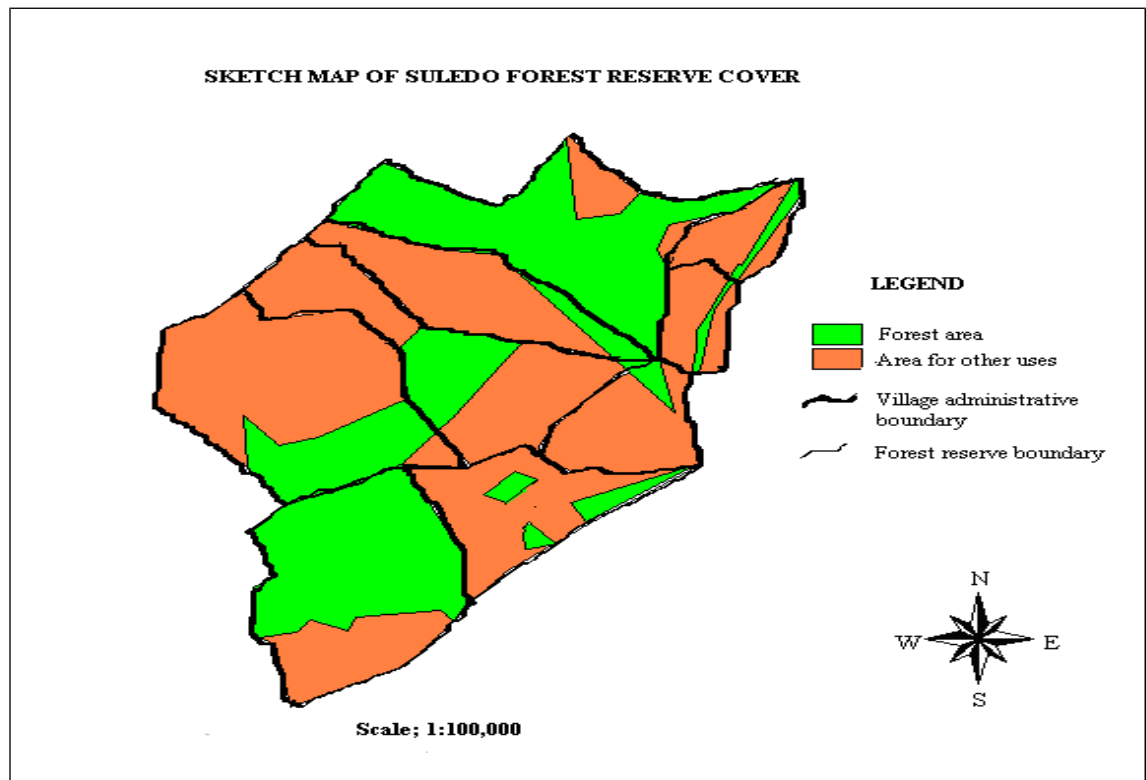 SKETCH MAP OF SULEDO FOREST RESERVE COVER
LEGEND
Forest area
Area for other uses
Village administrative
boundary
Forest reserve boundary
N
W
E
S
Scale; 1:100,000